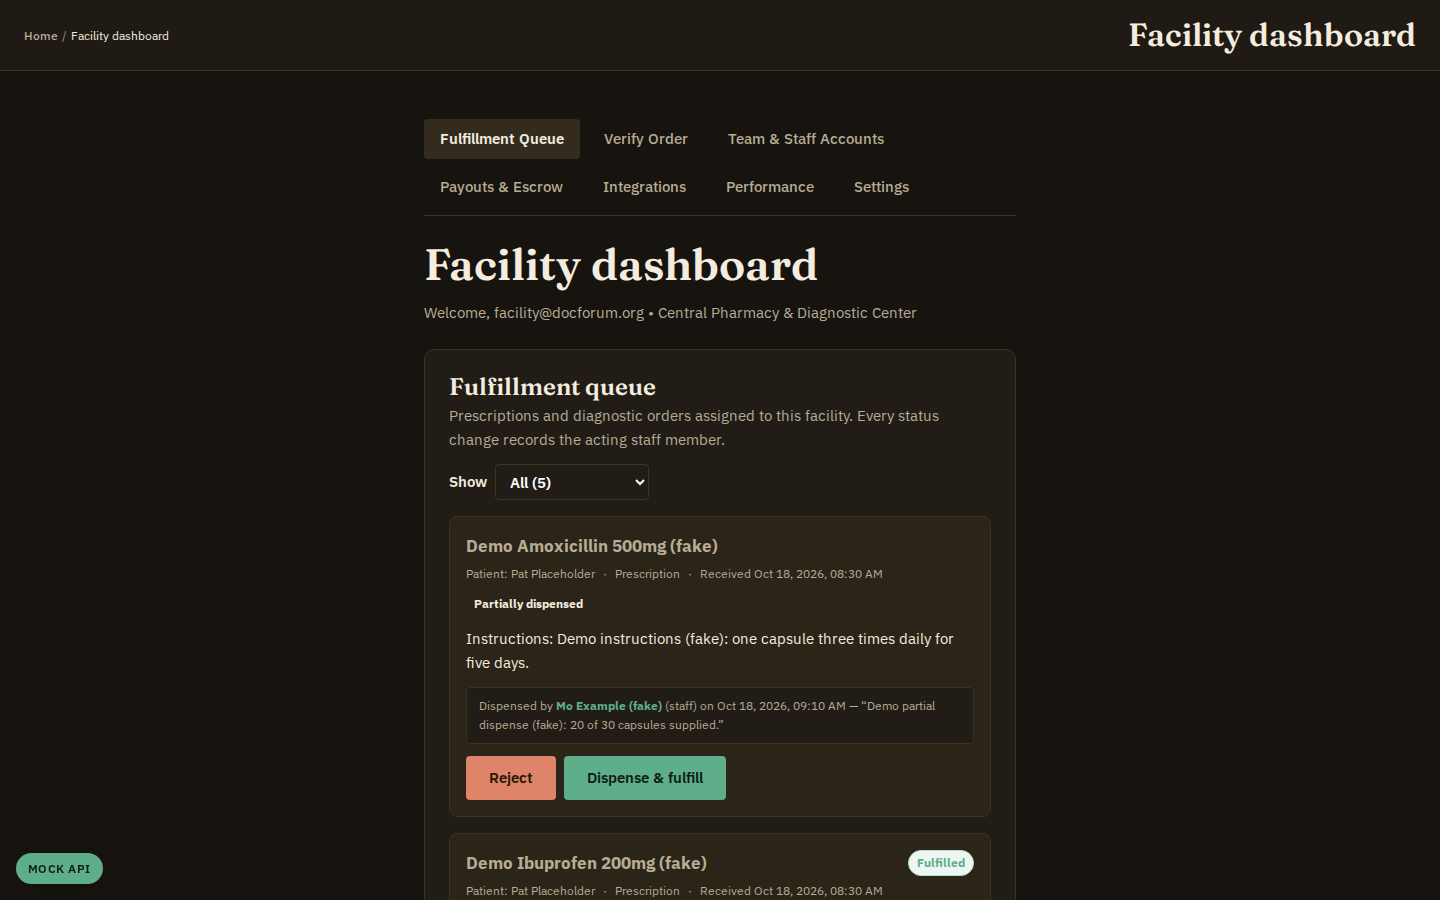 Home / Facility dashboard
Facility dashboard
Fulfillment Queue
Verify Order
Team & Staff Accounts
Payouts & Escrow
Integrations
Performance
Settings
Facility dashboard
Welcome, facility@docforum.org • Central Pharmacy & Diagnostic Center
Fulfillment queue
Prescriptions and diagnostic orders assigned to this facility. Every status
change records the acting staff member.
Show All (5)
Demo Amoxicillin 500mg (fake)
Patient: Pat Placeholder · Prescription · Received Oct 18, 2026, 08:30 AM
Partially dispensed
Instructions: Demo instructions (fake): one capsule three times daily for
five days.
Dispensed by Mo Example (fake) (staff) on Oct 18, 2026, 09:10 AM — “Demo partial
dispense (fake): 20 of 30 capsules supplied.”
Reject
Dispense & fulfill
Demo Ibuprofen 200mg (fake)
Fulfilled
Patient: Pat Placeholder · Prescription · Received Oct 18, 2026, 08:30 AM
MOCK API